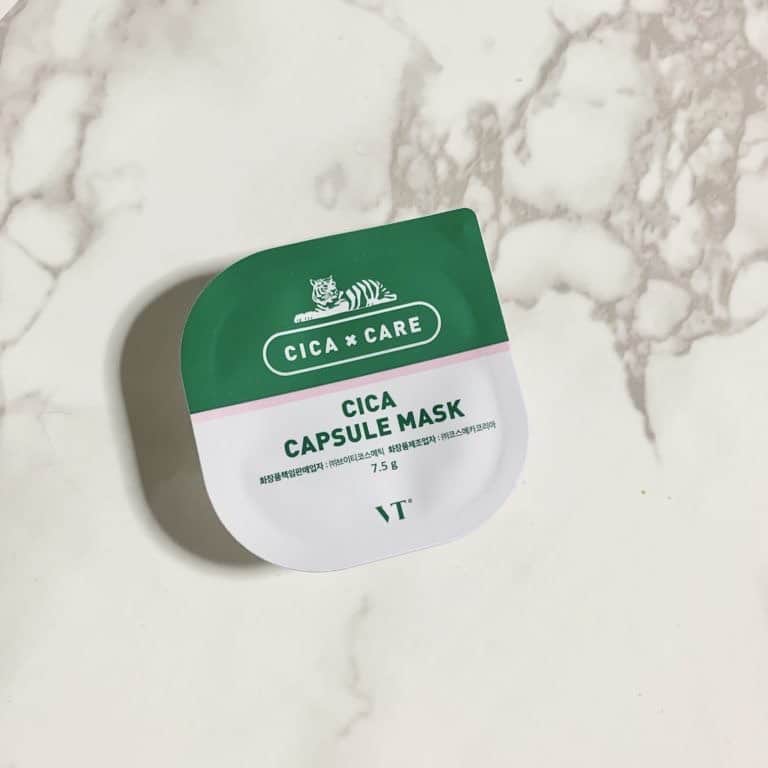 CICA × CARE
CICA
CAPSULE MASK
화장품책임판매업자 : ㈜브이티코스메틱 화장품제조업자 : ㈜코스메카코리아
7.5 g
VT®